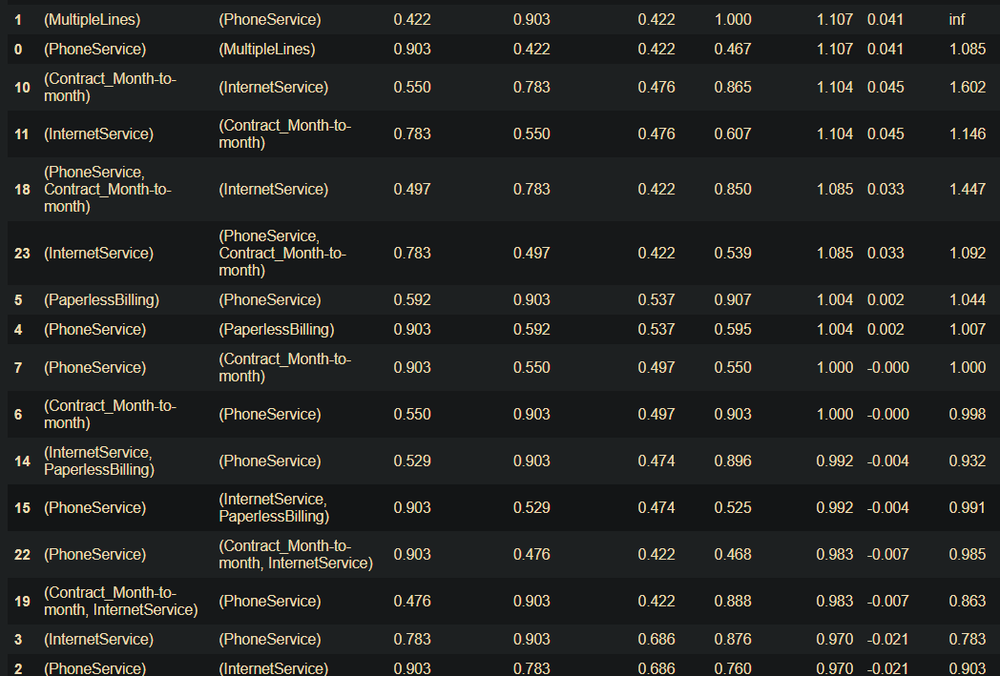 1 (MultipleLines) (PhoneService) 0.422 0.903 0.422 1.000 1.107 0.041 inf
0 (PhoneService) (MultipleLines) 0.903 0.422 0.422 0.467 1.107 0.041 1.085
(Contract_Month-to-
10 month) (InternetService) 0.550 0.783 0.476 0.865 1.104 0.045 1.602
11 (InternetService) (Contract_Month-to-
month) 0.783 0.550 0.476 0.607 1.104 0.045 1.146
(PhoneService,
18 Contract_Month-to- (InternetService) 0.497 0.783 0.422 0.850 1.085 0.033 1.447
month)
(PhoneService,
23 (InternetService) Contract_Month-to- 0.783 0.497 0.422 0.539 1.085 0.033 1.092
month)
5 (PaperlessBilling) (PhoneService) 0.592 0.903 0.537 0.907 1.004 0.002 1.044
4 (PhoneService) (PaperlessBilling) 0.903 0.592 0.537 0.595 1.004 0.002 1.007
7 (PhoneService) (Contract_Month-to-
month) 0.903 0.550 0.497 0.550 1.000 -0.000 1.000
(Contract_Month-to-
6 month) (PhoneService) 0.550 0.903 0.497 0.903 1.000 -0.000 0.998
(InternetService,
14 PaperlessBilling) (PhoneService) 0.529 0.903 0.474 0.896 0.992 -0.004 0.932
15 (PhoneService) (InternetService,
PaperlessBilling) 0.903 0.529 0.474 0.525 0.992 -0.004 0.991
22 (PhoneService) (Contract_Month-to-
month, InternetService) 0.903 0.476 0.422 0.468 0.983 -0.007 0.985
(Contract_Month-to-
19 month, InternetService) (PhoneService) 0.476 0.903 0.422 0.888 0.983 -0.007 0.863
3 (InternetService) (PhoneService) 0.783 0.903 0.686 0.876 0.970 -0.021 0.783
2 (PhoneService) (InternetService) 0.903 0.783 0.686 0.760 0.970 -0.021 0.903